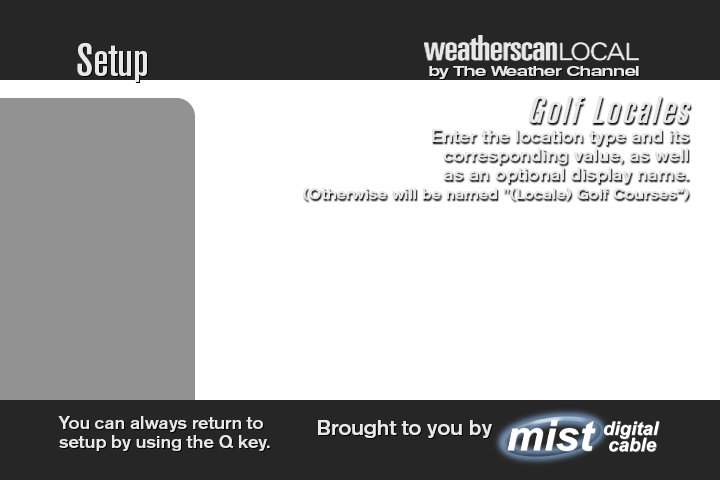 Setup
weatherscanLOCAL
by The Weather Channel
Golf Locales
Enter the location type and its
corresponding value, as well
as an optional display name.
(Otherwise will be named "(Locale) Golf Courses")
You can always return to
setup by using the Q key.
Brought to you by
mist digital
cable